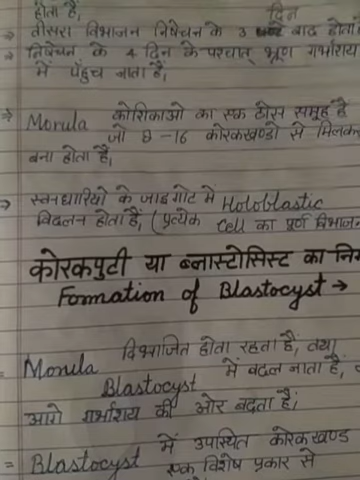 होता है,
दिन
→ तीसरा विभाजन निषेचन के 3 बाद होता
→ निषेचन के 4 दिन के पश्चात् भ्रूण गर्भाशय
में पहुँच जाता है,
⇒ Morula कोशिकाओ का एक ठोस समूह है
जो 8-16 कोरकखण्डो से मिलकर
बना होता है,
→ स्तनधारियो के जाइगोट में Holoblastic
विदलन होता है, (प्रत्येक Cell का पूर्ण विभाजन
कोरकपुटी या ब्लास्टोसिस्ट का
Formation of Blastocyst →
= Morula विभाजित होता रहता है, तथा
Blastocyst में बदल जाता है,
आगे गर्भाशय की ओर बढ़ता है;
= Blastocyst में उपस्थित कोरकखण्ड
एक विशेष प्रकार से